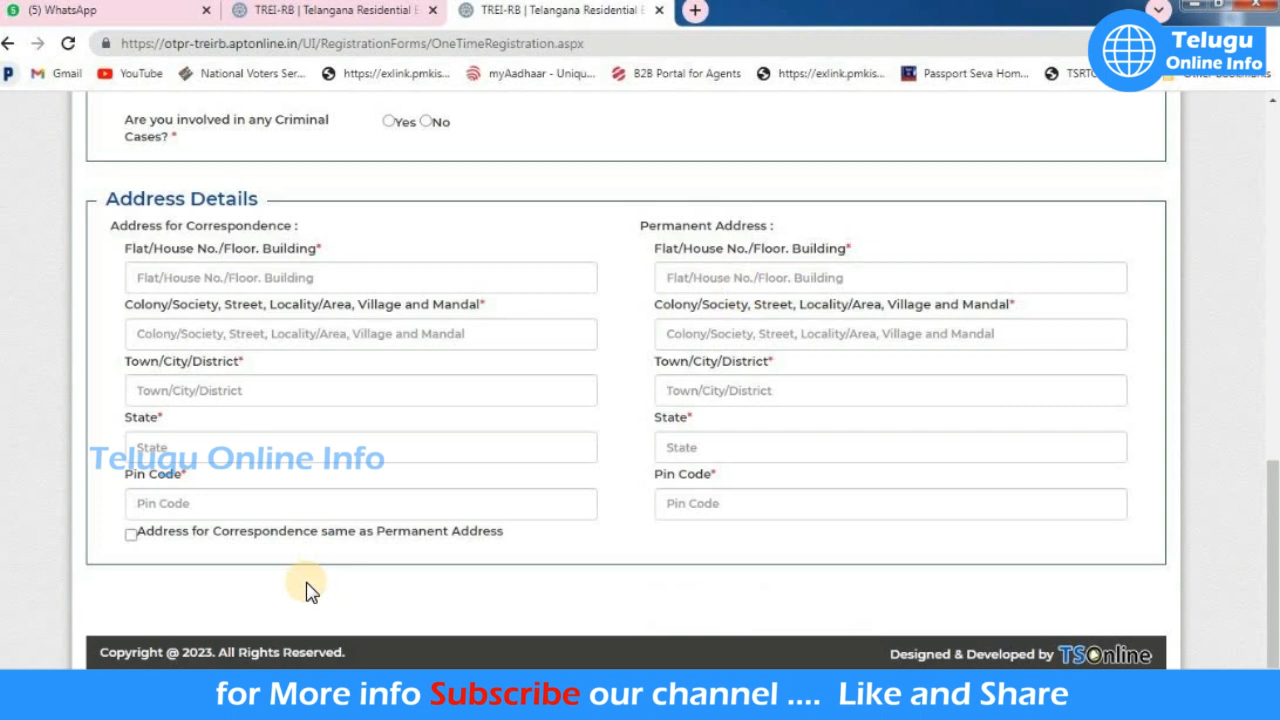 (5) WhatsApp
TREI-RB | Telangana Residential E
TREI-RB | Telangana Residential E
https://otpr-treirb.aptonline.in/UI/RegistrationForms/OneTimeRegistration.aspx
Telugu
Online Info
Gmail
YouTube
National Voters Ser...
https://exlink.pmkis...
myAadhaar - Uniqu...
B2B Portal for Agents
https://exlink.pmkis...
Passport Seva Hom...
Are you involved in any Criminal
Cases? *
Yes No
Address Details
Address for Correspondence :
Flat/House No./Floor. Building*
Flat/House No./Floor. Building
Colony/Society, Street, Locality/Area, Village and Mandal*
Colony/Society, Street, Locality/Area, Village and Mandal
Town/City/District*
Town/City/District
State*
State
Telugu Online Info
Pin Code*
Pin Code
Address for Correspondence same as Permanent Address
Permanent Address :
Flat/House No./Floor. Building*
Flat/House No./Floor. Building
Colony/Society, Street, Locality/Area, Village and Mandal*
Colony/Society, Street, Locality/Area, Village and Mandal
Town/City/District*
Town/City/District
State*
State
Pin Code*
Pin Code
Copyright @ 2023. All Rights Reserved.
Designed & Developed by TSOnline
for More info Subscribe our channel .... Like and Share